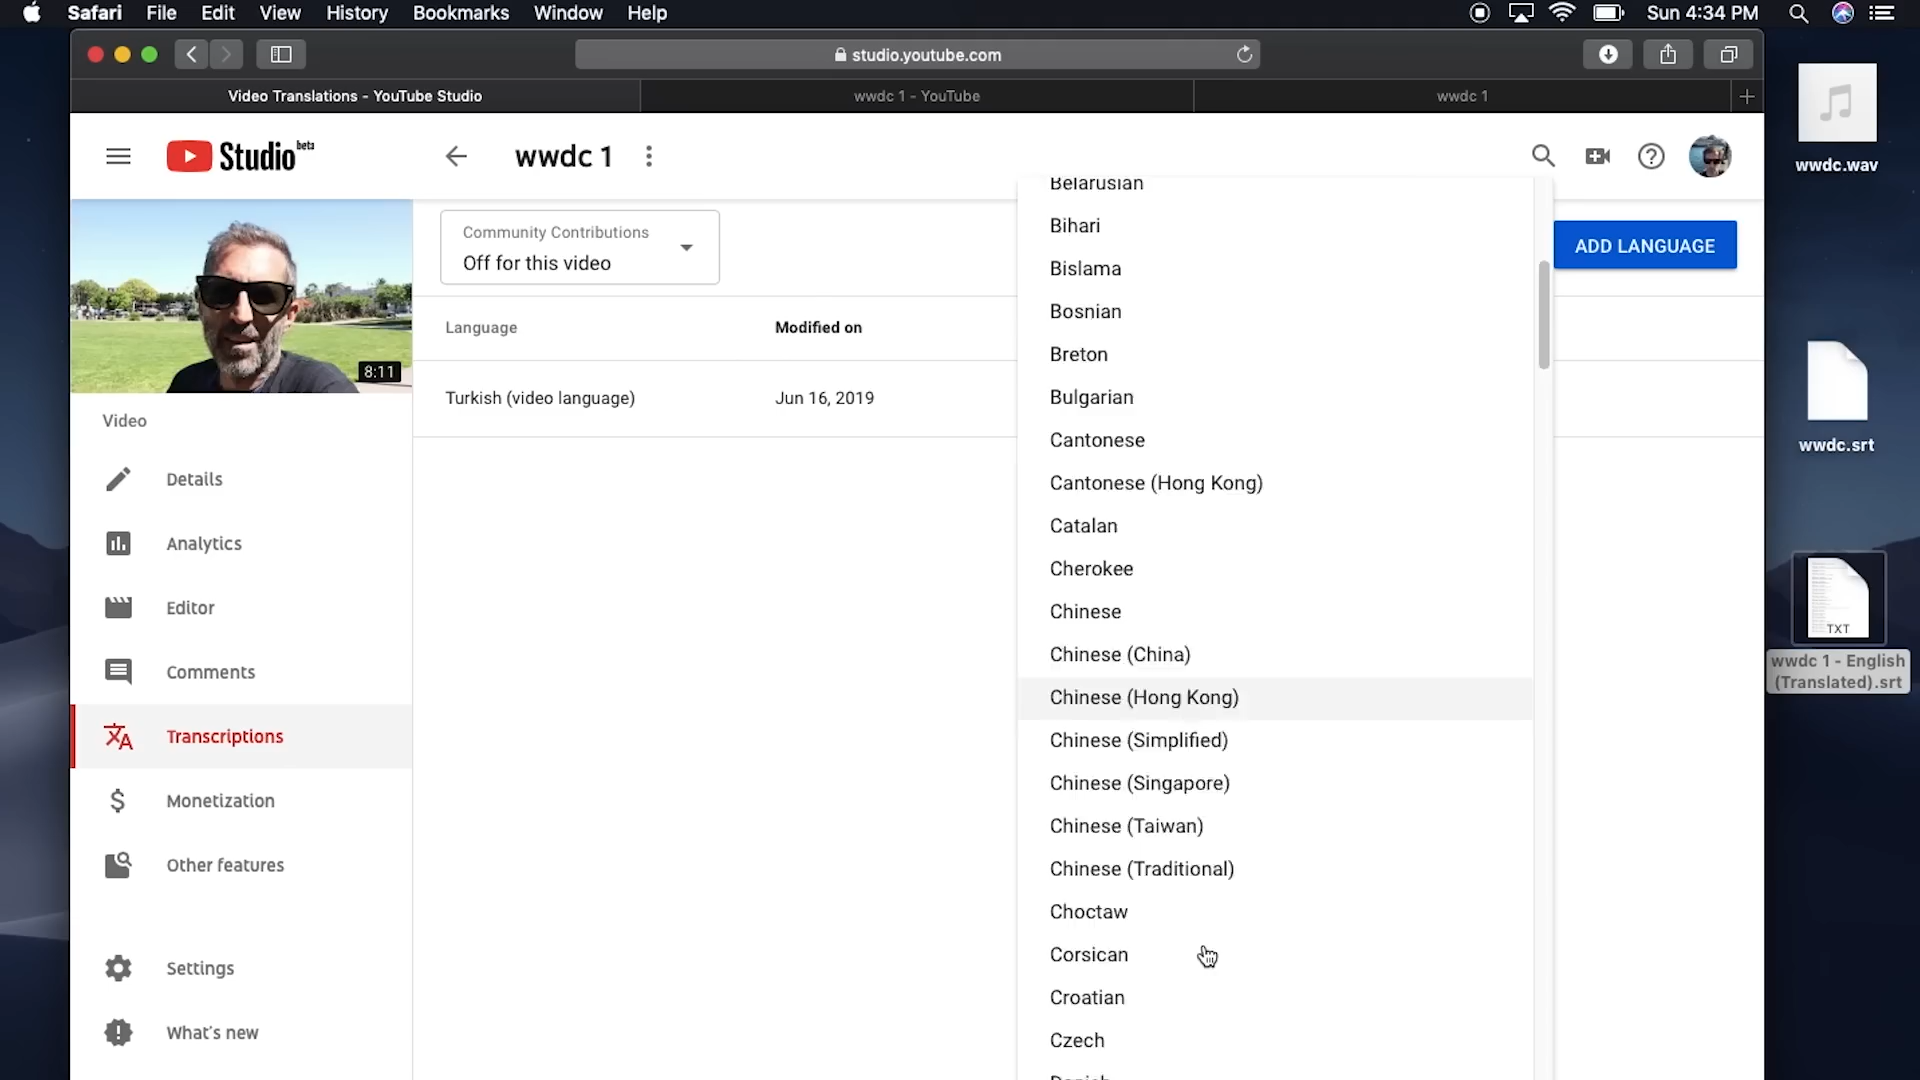 Safari File Edit View History Bookmarks Window Help Sun 4:34 PM
studio.youtube.com
Video Translations - YouTube Studio
wwdc 1 - YouTube
wwdc 1
Studio beta
wwdc 1
8:11
Video
Details
Analytics
Editor
Comments
Transcriptions
Monetization
Other features
Settings
What's new
Community Contributions
Off for this video
ADD LANGUAGE
Language Modified on
Turkish (video language) Jun 16, 2019
Belarusian
Bihari
Bislama
Bosnian
Breton
Bulgarian
Cantonese
Cantonese (Hong Kong)
Catalan
Cherokee
Chinese
Chinese (China)
Chinese (Hong Kong)
Chinese (Simplified)
Chinese (Singapore)
Chinese (Taiwan)
Chinese (Traditional)
Choctaw
Corsican
Croatian
Czech
Danish
wwdc.wav
wwdc.srt
TXT
wwdc 1 - English
(Translated).srt